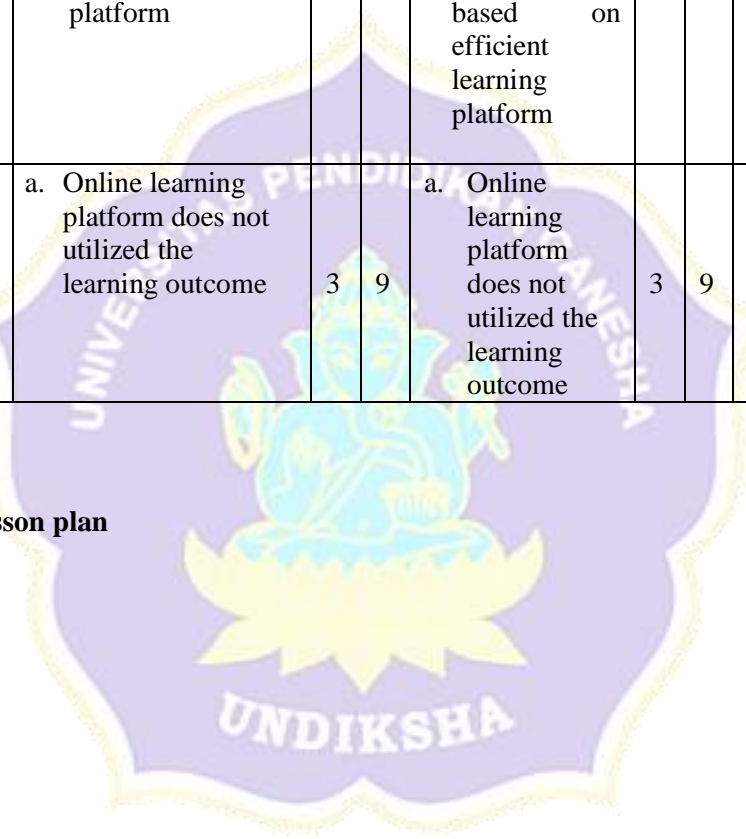 platform
based on
efficient
learning
platform
a. Online learning
platform does not
utilized the
learning outcome
3
9
a. Online
learning
platform
does not
utilized the
learning
outcome
3
9
sson plan
UNIVERSITAS PENDIDIKAN GANESHA
UNDIKSHA